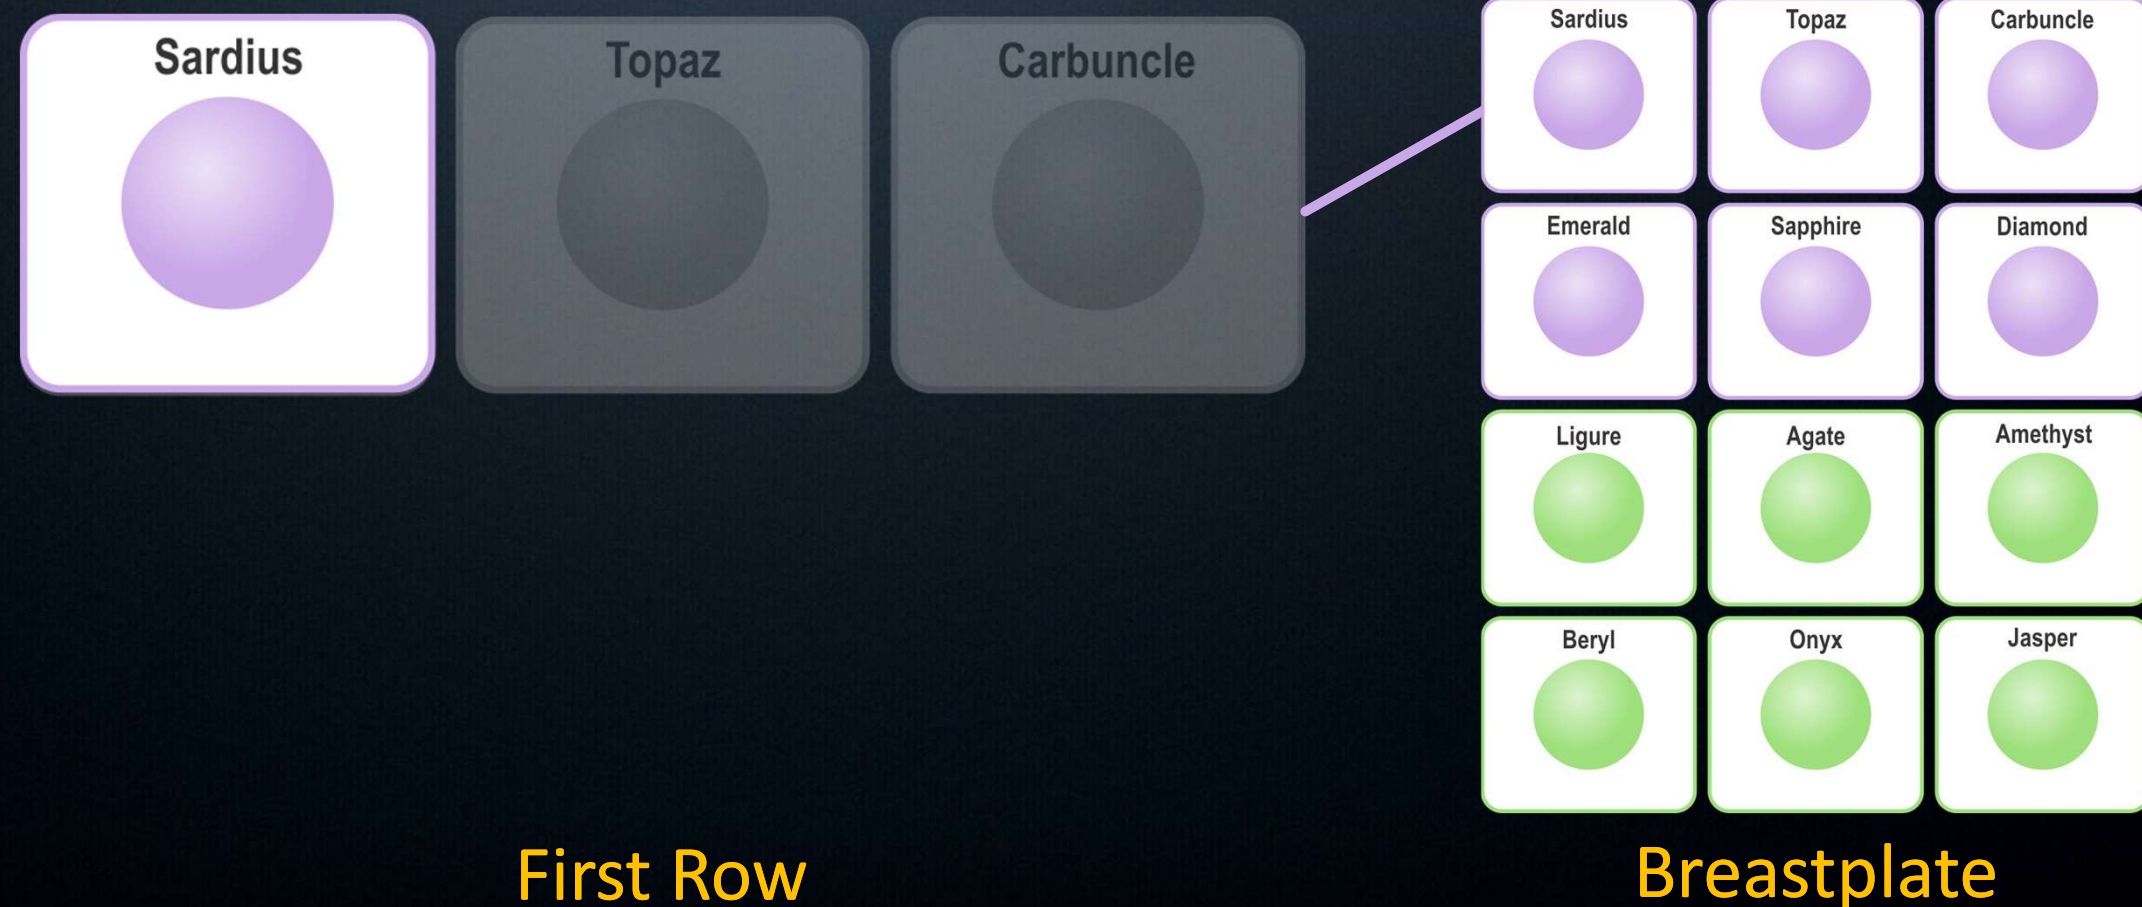 Sardius
Topaz
Carbuncle
Sardius
Topaz
Carbuncle
Emerald
Sapphire
Diamond
Ligure
Agate
Amethyst
Beryl
Onyx
Jasper
First Row
Breastplate